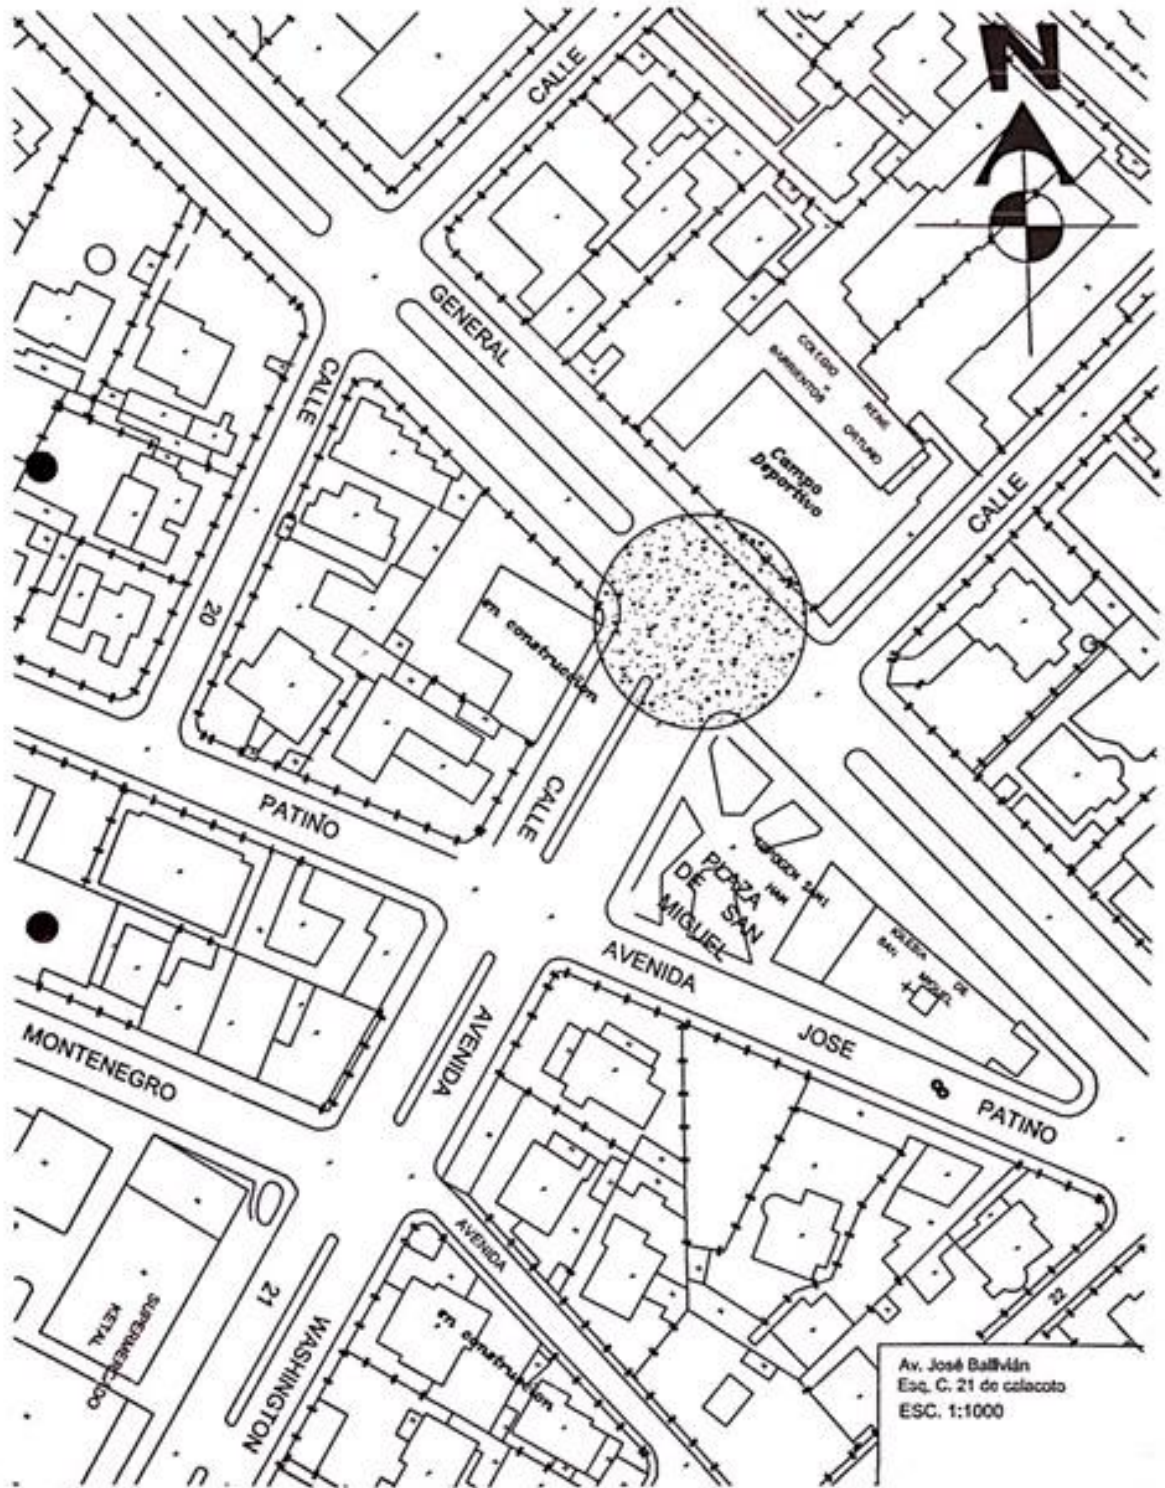 N
CALLE
GENERAL
CALLE
COLEGIO
BARRIENTOS
RENE
ORTUÑO
Campo
Deportivo
CALLE
20
en construccion
CALLE
PATIÑO
PLAZA
DE SAN
MIGUEL
IGLESIA DE
SAN MIGUEL
AVENIDA
JOSE
PATIÑO
AVENIDA
MONTENEGRO
AVENIDA
21
WASHINGTON
SUPERMERCADO
KETAL
en construccion
22
Av. José Ballivián
Esq. C. 21 de calacoto
ESC. 1:1000